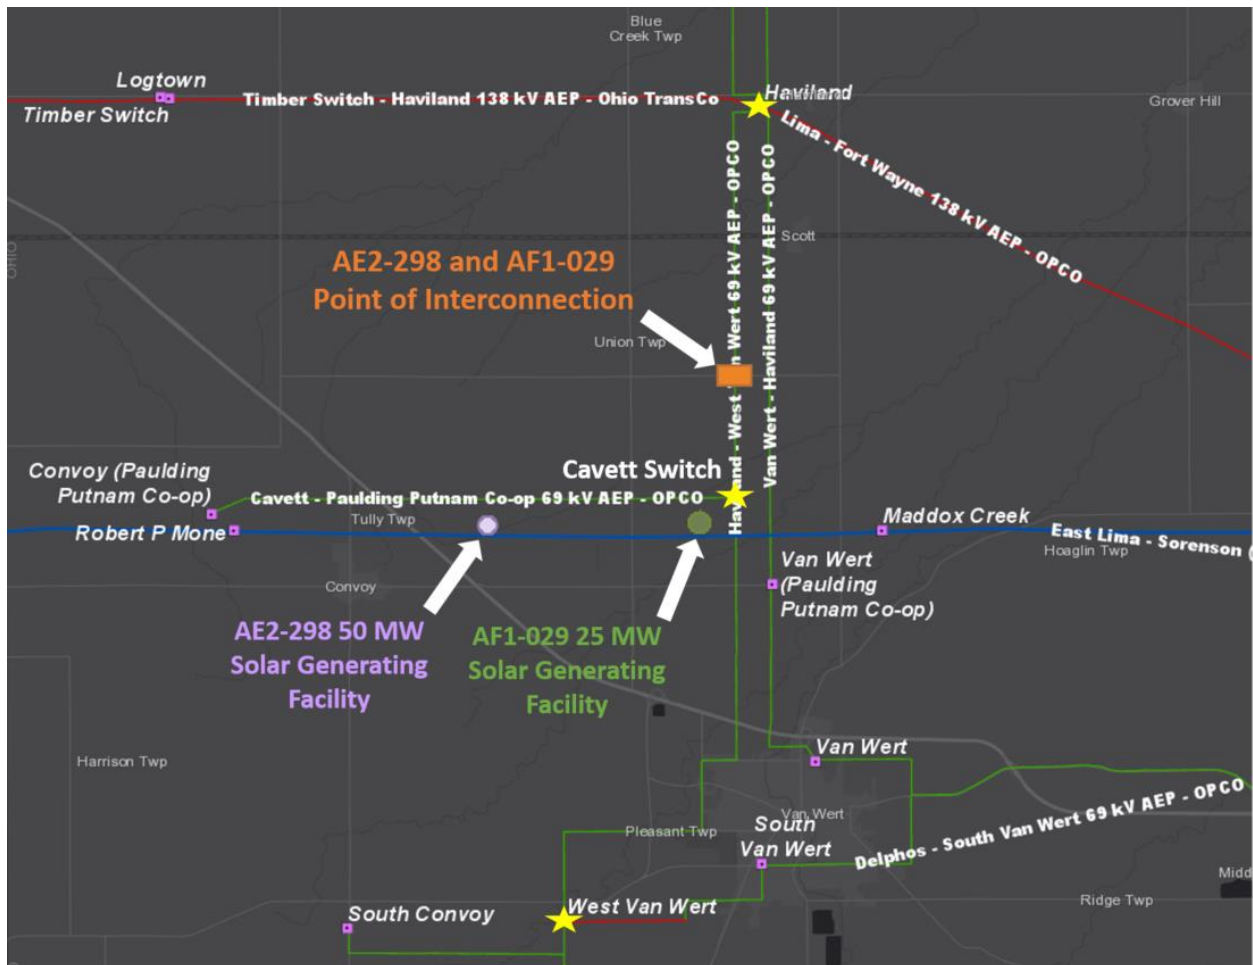 Blue
Creek Twp
Logtown
Timber Switch
Timber Switch - Haviland 138 kV AEP - Ohio TransCo
Haviland
Grover Hill
Lima - Fort Wayne 138 kV AEP - OPCO
Scott
OHIO
AE2-298 and AF1-029
Point of Interconnection
Union Twp
Van Wert - Haviland 69 kV AEP - OPCO
Wert 69 kV AEP - OPCO
- West
Cavett Switch
Convoy (Paulding
Putnam Co-op)
Cavett - Paulding Putnam Co-op 69 kV AEP - OPCO
Tully Twp
Robert P Mone
Maddox Creek
East Lima - Sorenson (
Hoaglin Twp
Van Wert
(Paulding
Putnam Co-op)
Convoy
AE2-298 50 MW
Solar Generating
Facility
AF1-029 25 MW
Solar Generating
Facility
Van Wert
Harrison Twp
Van Wert
Pleasant Twp
South
Van Wert
Delphos - South Van Wert 69 kV AEP - OPCO
Midd
Ridge Twp
West Van Wert
South Convoy